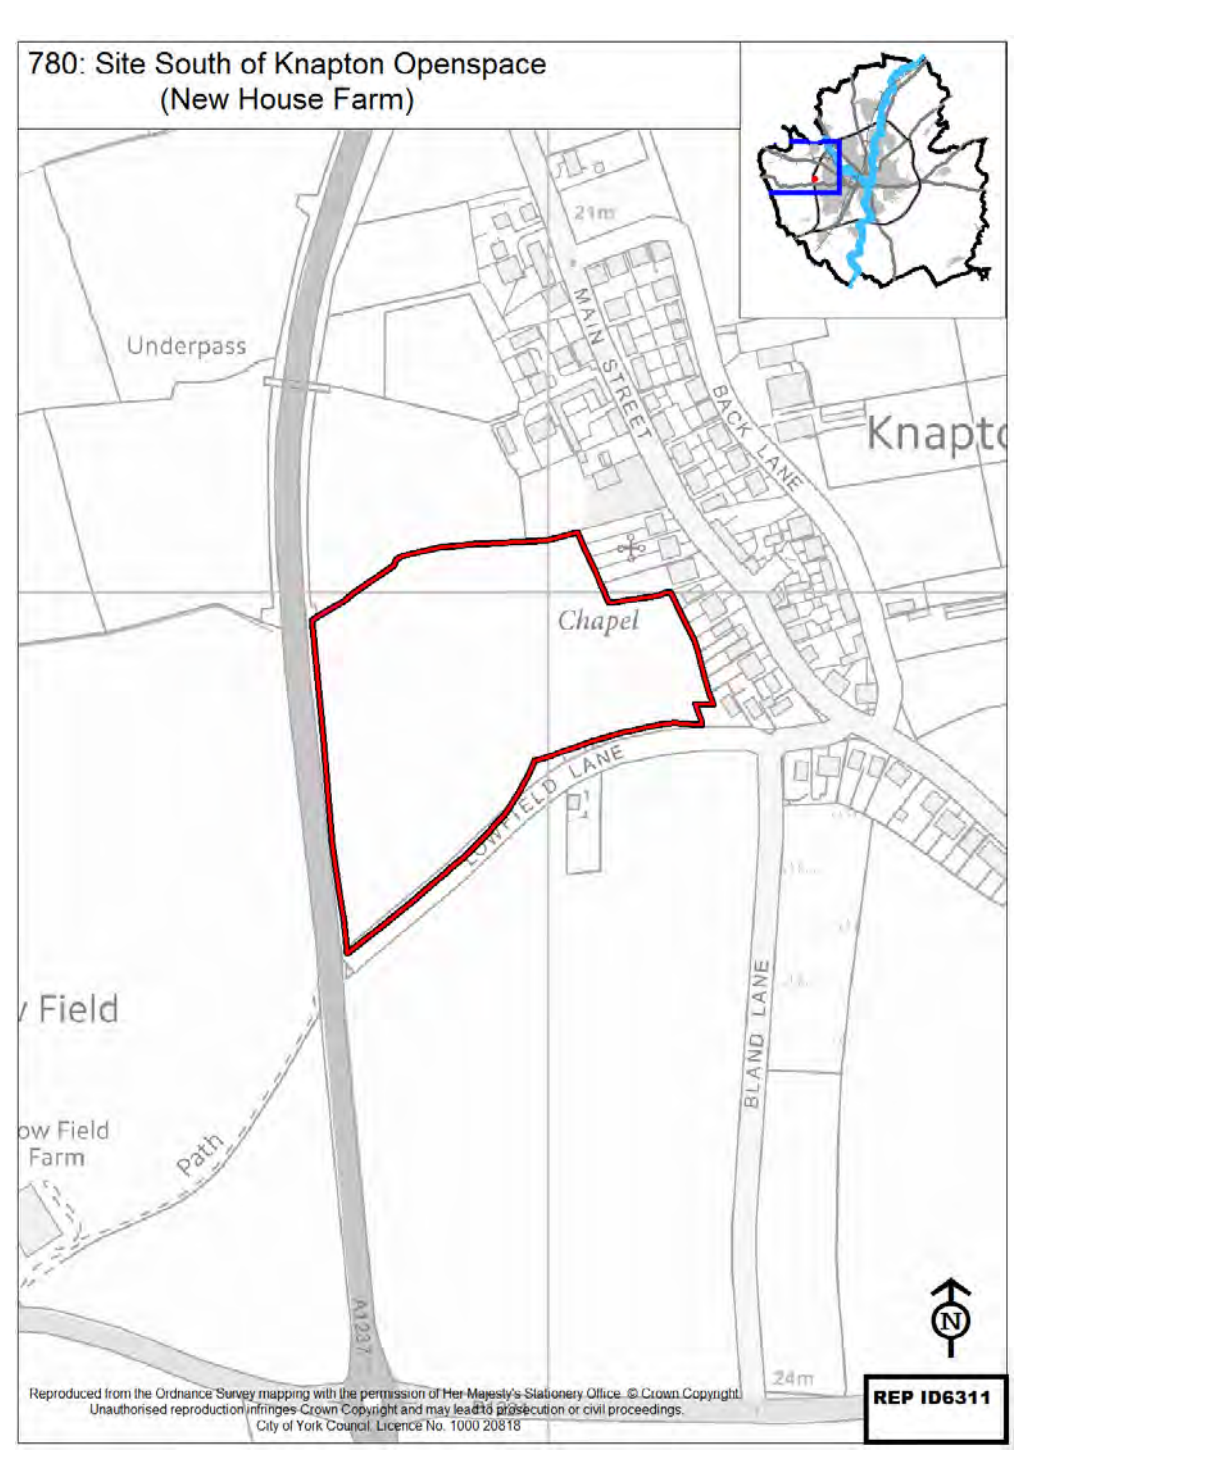 780: Site South of Knapton Openspace
(New House Farm)
21m
Underpass
MAIN STREET
BACK LANE
Knapto
Chapel
LOWFIELD LANE
Field
BLAND LANE
ow Field
Farm
Path
A1237
N
24m
Reproduced from the Ordnance Survey mapping with the permission of Her Majesty's Stationery Office. © Crown Copyright.
Unauthorised reproduction infringes Crown Copyright and may lead to prosecution or civil proceedings.
City of York Council. Licence No. 1000 20818
REP ID6311